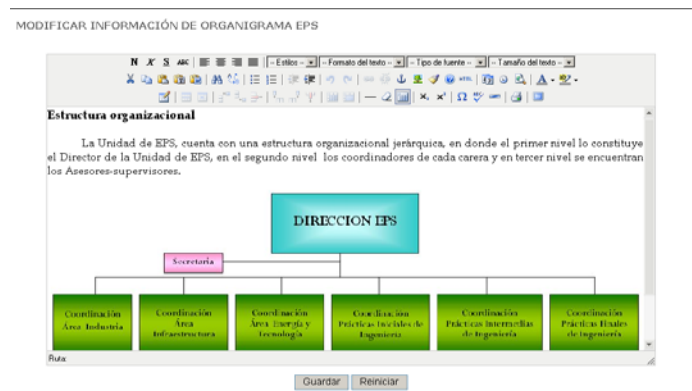 MODIFICAR INFORMACIÓN DE ORGANIGRAMA EPS
N X S ABC -- Estilos -- -- Formato del texto -- -- Tipo de fuente -- -- Tamaño del texto --
Estructura organizacional
La Unidad de EPS, cuenta con una estructura organizacional jerárquica, en donde el primer nivel lo constituye
el Director de la Unidad de EPS, en el segundo nivel los coordinadores de cada carera y en tercer nivel se encuentran
los Asesores-supervisores.
DIRECCION EPS
Secretaria
Coordinación
Área Industria
Coordinación
Área
Infraestructura
Coordinación
Área Energía y
Tecnología
Coordinación
Prácticas Iniciales de
Ingeniería
Coordinación
Prácticas Intermedias
de Ingeniería
Coordinación
Prácticas Finales
de Ingeniería
Ruta:
Guardar Reiniciar